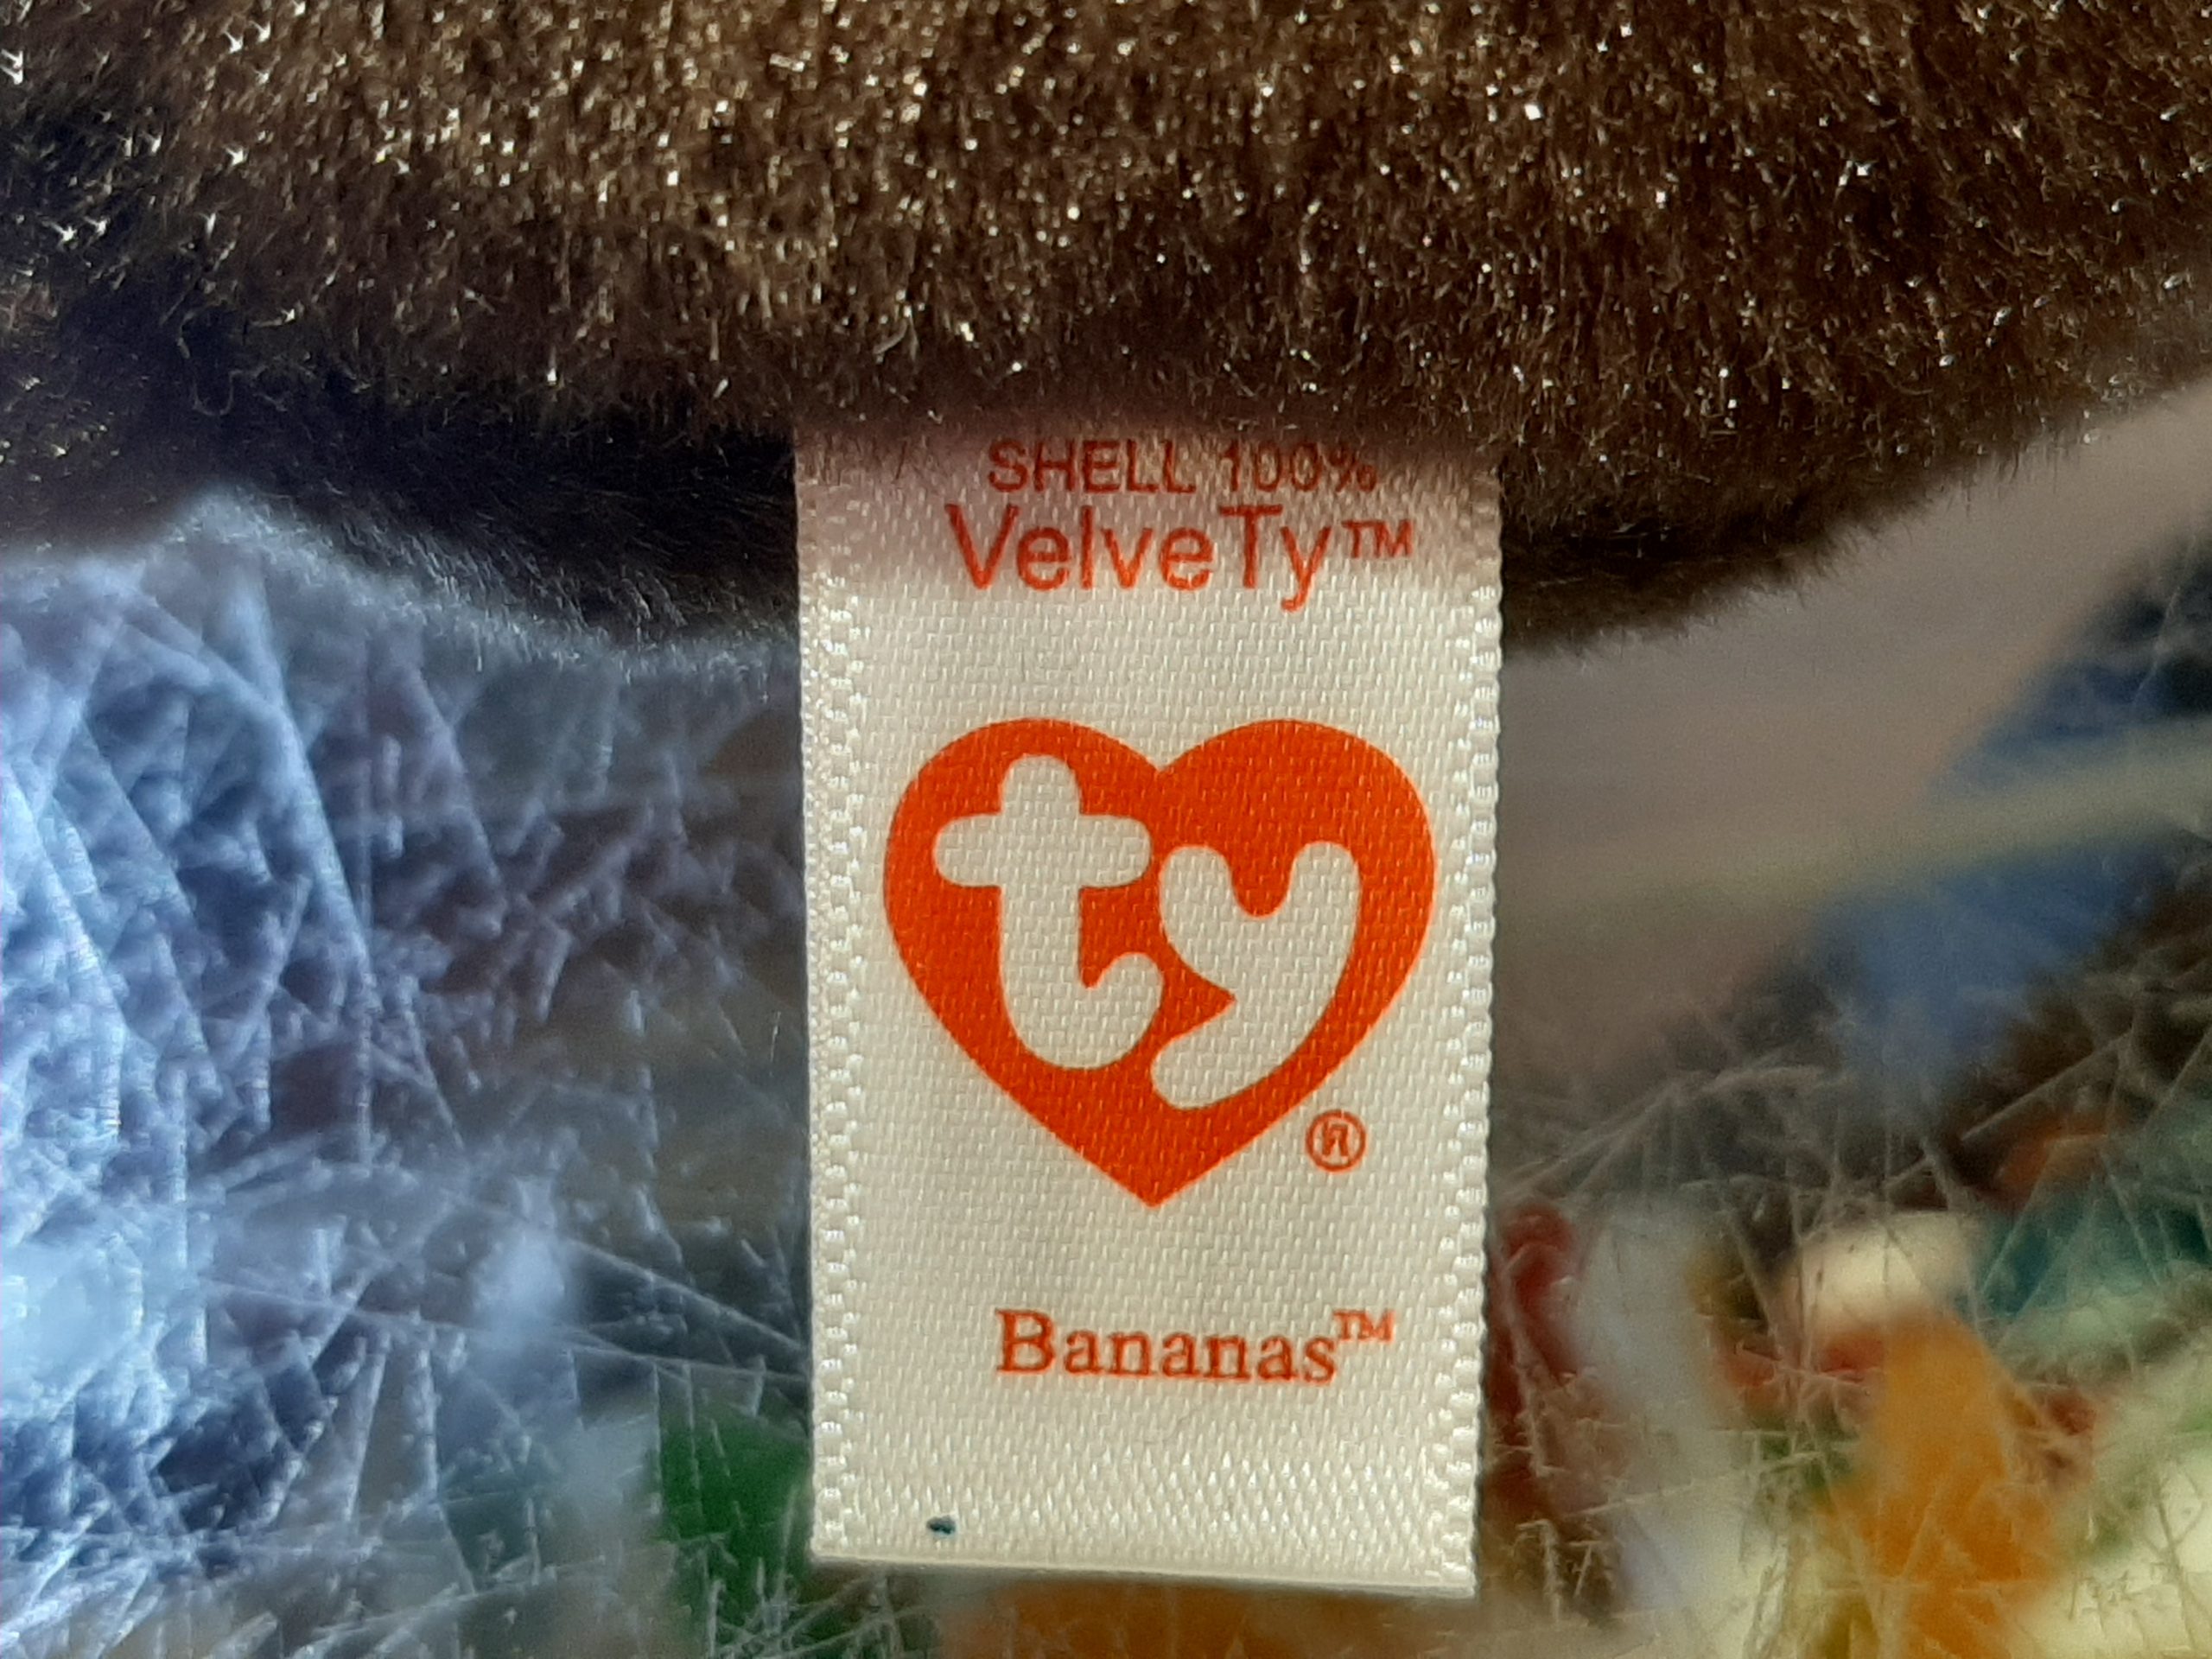 SHELL 100%
VelveTy™
ty
®
Bananas™